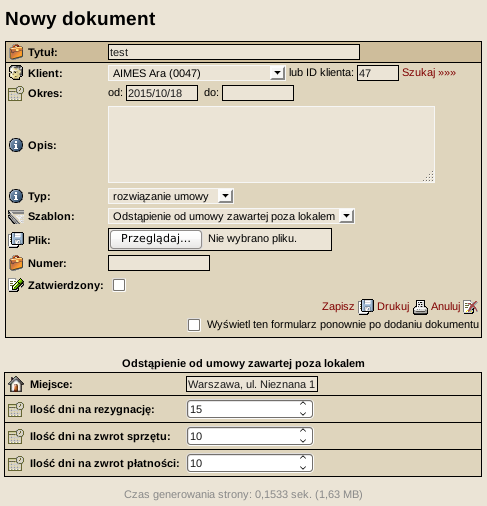 Nowy dokument
Tytuł: test
Klient: AIMES Ara (0047) lub ID klienta: 47 Szukaj »»»
Okres: od: 2015/10/18 do:
Opis:
Typ: rozwiązanie umowy
Szablon: Odstąpienie od umowy zawartej poza lokalem
Plik: Przeglądaj... Nie wybrano pliku.
Numer:
Zatwierdzony:
Zapisz Drukuj Anuluj
Wyświetl ten formularz ponownie po dodaniu dokumentu
Odstąpienie od umowy zawartej poza lokalem
Miejsce: Warszawa, ul. Nieznana 1
Ilość dni na rezygnację: 15
Ilość dni na zwrot sprzętu: 10
Ilość dni na zwrot płatności: 10
Czas generowania strony: 0,1533 sek. (1,63 MB)